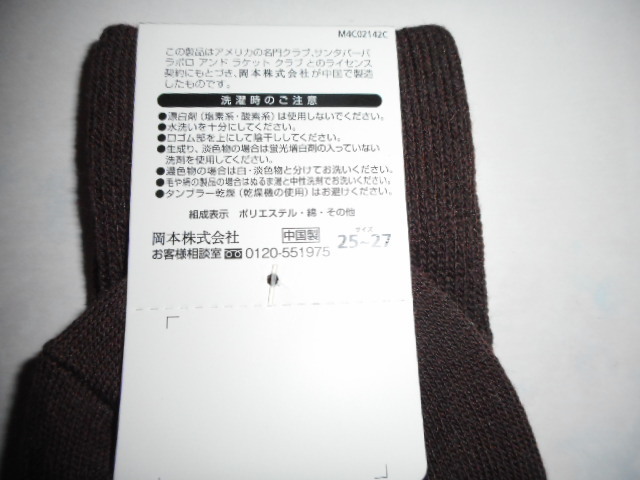 M4C02142C
この製品はアメリカの名門クラブ、サンタバーバ
ラポロ アンド ラケット クラブ とのライセンス
契約にもとづき、岡本株式会社が中国で製造
したものです。
洗濯時のご注意
●漂白剤(塩素系・酸素系)は使用しないでください。
●水洗いを十分にしてください。
●口ゴム部を上にして陰干ししてください。
●生成り、淡色物の場合は蛍光増白剤の入っていない
洗剤を使用してください。
●濃色物の場合は白・淡色物と分けてお洗いください。
●毛や絹の製品の場合はぬるま湯と中性洗剤でお洗いください。
●タンブラー乾燥(乾燥機の使用)はお避けください。
組成表示 ポリエステル・綿・その他
岡本株式会社 中国製 サイズ 25~27
お客様相談室 0120-551975